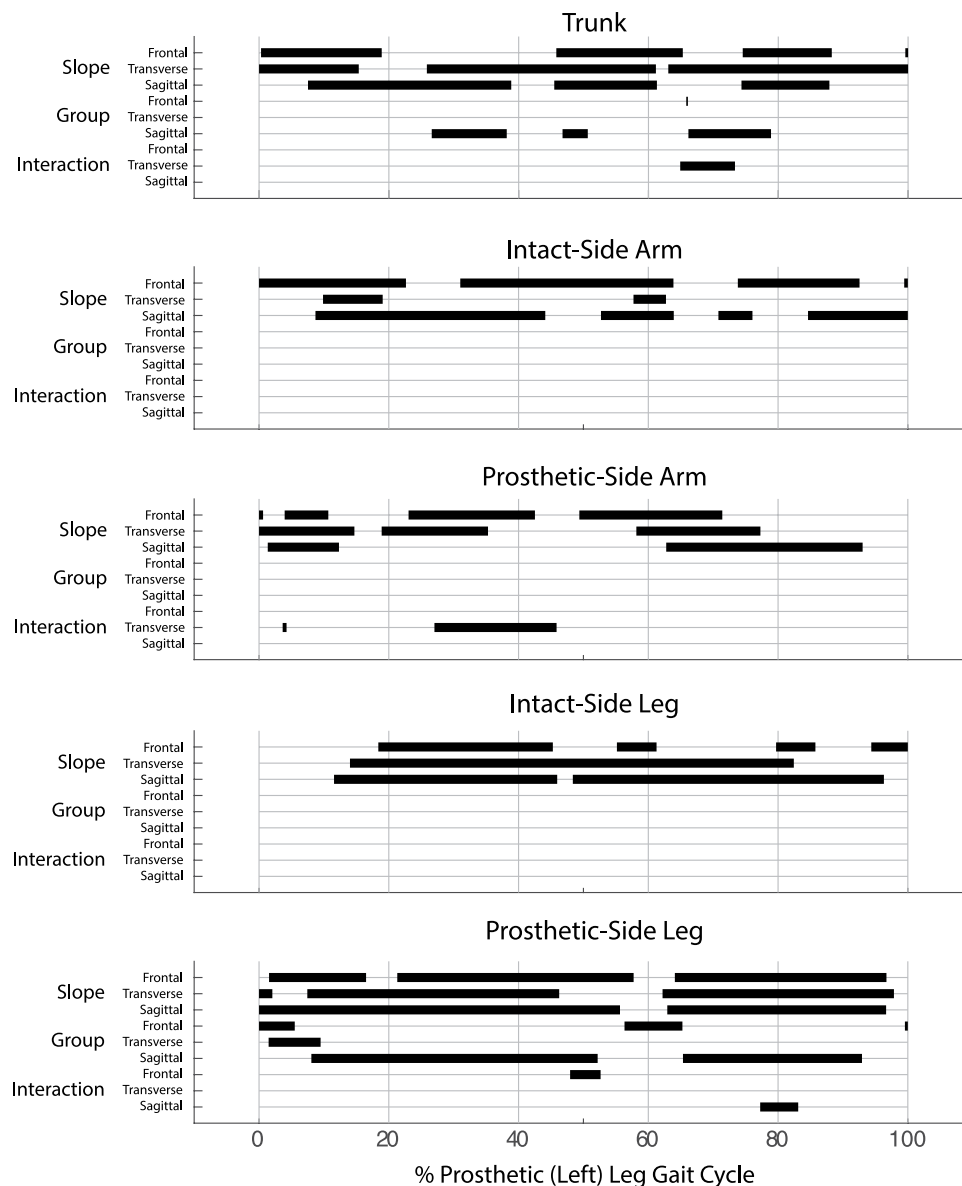 Trunk
Slope
Frontal
Transverse
Sagittal
Group
Frontal
Transverse
Sagittal
Interaction
Frontal
Transverse
Sagittal
Intact-Side Arm
Slope
Frontal
Transverse
Sagittal
Group
Frontal
Transverse
Sagittal
Interaction
Frontal
Transverse
Sagittal
Prosthetic-Side Arm
Slope
Frontal
Transverse
Sagittal
Group
Frontal
Transverse
Sagittal
Interaction
Frontal
Transverse
Sagittal
Intact-Side Leg
Slope
Frontal
Transverse
Sagittal
Group
Frontal
Transverse
Sagittal
Interaction
Frontal
Transverse
Sagittal
Prosthetic-Side Leg
Slope
Frontal
Transverse
Sagittal
Group
Frontal
Transverse
Sagittal
Interaction
Frontal
Transverse
Sagittal
0 20 40 60 80 100
% Prosthetic (Left) Leg Gait Cycle